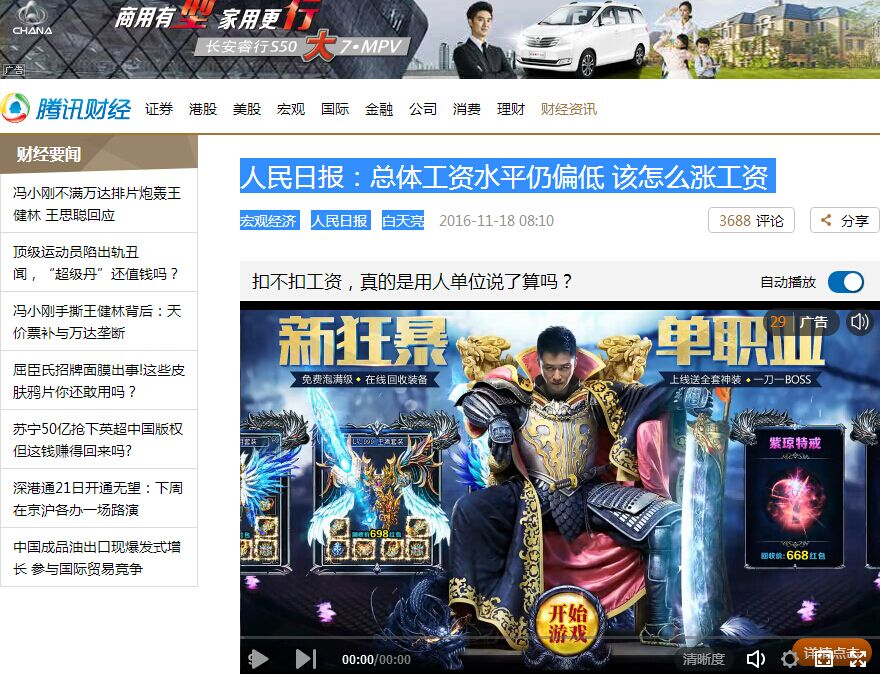 CHANA
商用有型 家用更行
长安睿行S50 大7·MPV
广告
腾讯财经 证券 港股 美股 宏观 国际 金融 公司 消费 理财 财经资讯
财经要闻
冯小刚不满万达排片炮轰王
健林 王思聪回应
顶级运动员陷出轨丑
闻，“超级丹”还值钱吗？
冯小刚手撕王健林背后：天
价票补与万达垄断
屈臣氏招牌面膜出事!这些皮
肤鸦片你还敢用吗？
苏宁50亿抢下英超中国版权
但这钱赚得回来吗?
深港通21日开通无望：下周
在京沪各办一场路演
中国成品油出口现爆发式增
长 参与国际贸易竞争
人民日报：总体工资水平仍偏低 该怎么涨工资
宏观经济 人民日报 白天亮 2016-11-18 08:10 3688 评论 分享
扣不扣工资，真的是用人单位说了算吗？ 自动播放
29 广告
新狂暴 单职业
免费泡满级 • 在线回收装备 上线送全套神装 • 一刀一BOSS
紫琼特戒
回收价698红包
回收价:668红包
开始
游戏
00:00/00:00 清晰度 详情点击